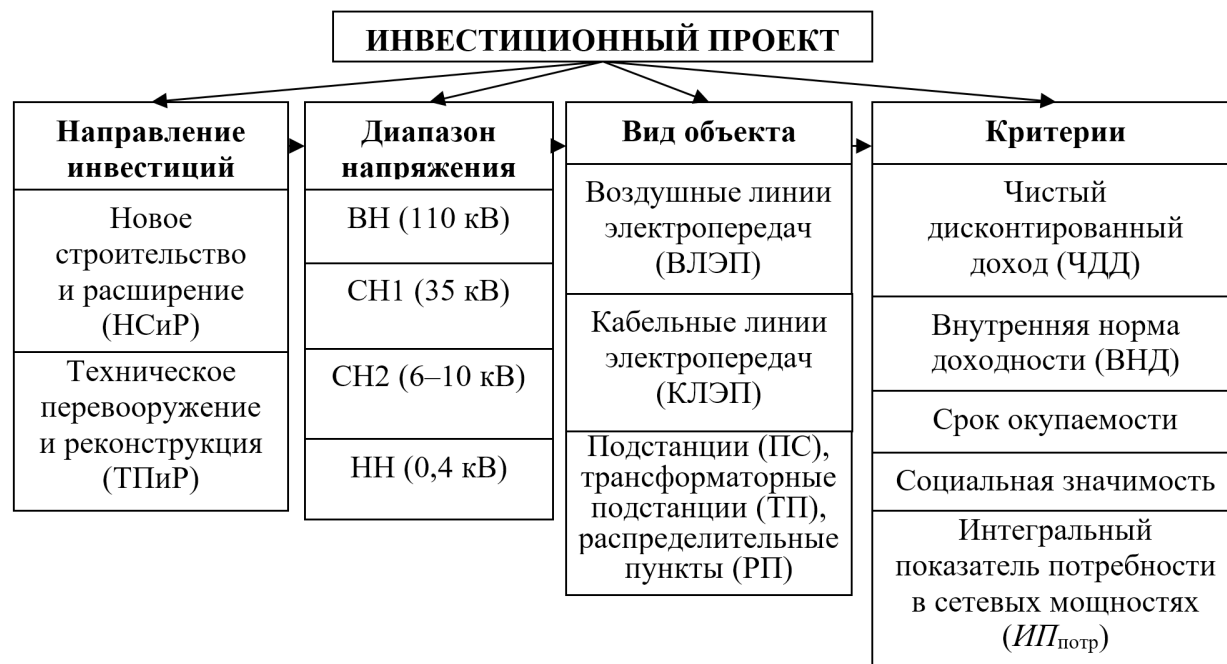 ИНВЕСТИЦИОННЫЙ ПРОЕКТ
Направление
инвестиций
Новое
строительство
и расширение
(НСиР)
Техническое
перевооружение
и реконструкция
(ТПиР)
Диапазон
напряжения
ВН (110 кВ)
СН1 (35 кВ)
СН2 (6–10 кВ)
НН (0,4 кВ)
Вид объекта
Воздушные линии
электропередач
(ВЛЭП)
Кабельные линии
электропередач
(КЛЭП)
Подстанции (ПС),
трансформаторные
подстанции (ТП),
распределительные
пункты (РП)
Критерии
Чистый
дисконтированный
доход (ЧДД)
Внутренняя норма
доходности (ВНД)
Срок окупаемости
Социальная значимость
Интегральный
показатель потребности
в сетевых мощностях
(ИПпотр)